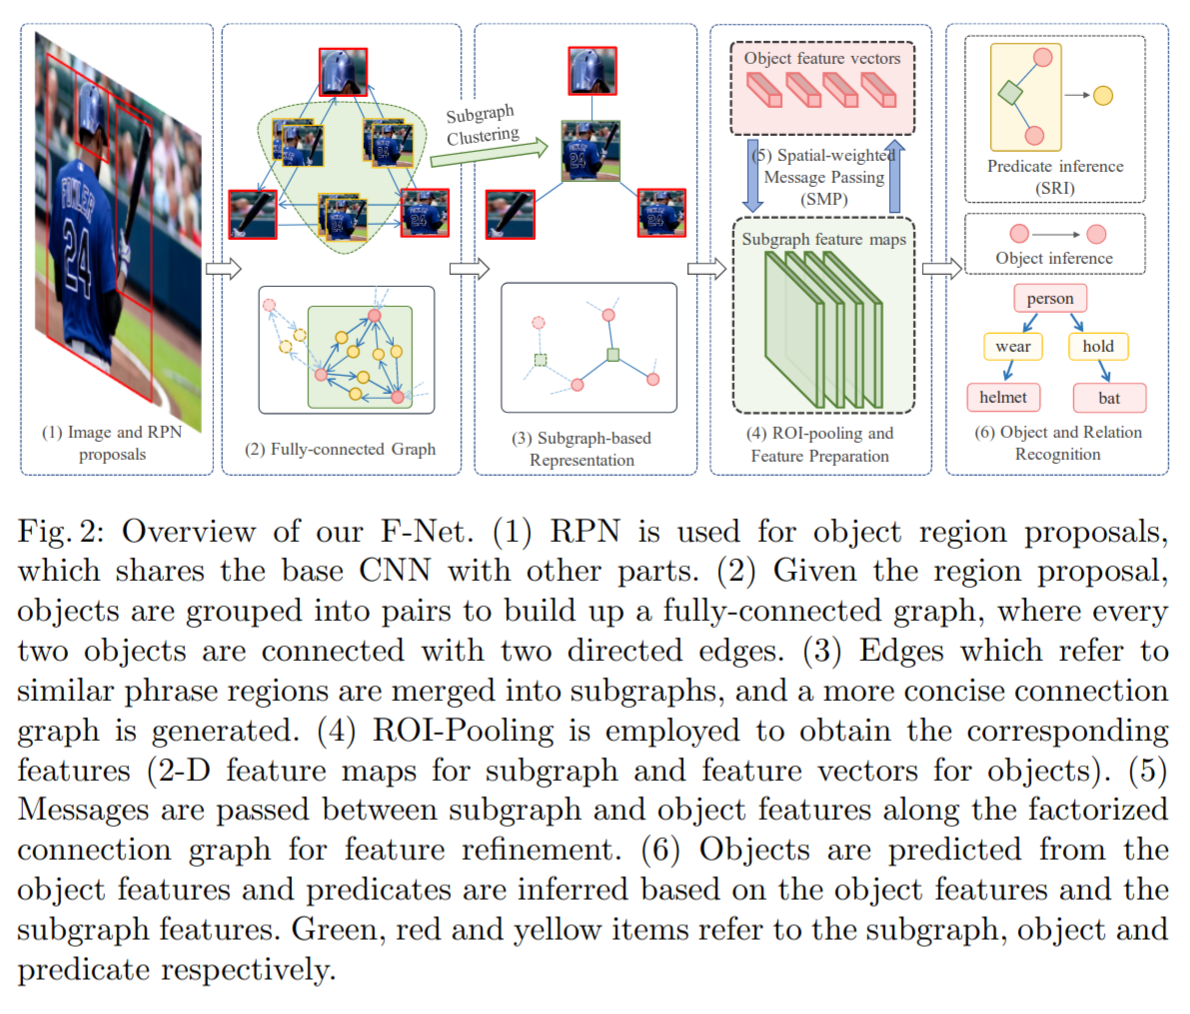 FOWLER
24
(1) Image and RPN
proposals
Subgraph
Clustering
(2) Fully-connected Graph
(3) Subgraph-based
Representation
Object feature vectors
(5) Spatial-weighted
Message Passing
(SMP)
Subgraph feature maps
(4) ROI-pooling and
Feature Preparation
Predicate inference
(SRI)
Object inference
person
wear
hold
helmet
bat
(6) Object and Relation
Recognition
Fig. 2: Overview of our F-Net. (1) RPN is used for object region proposals,
which shares the base CNN with other parts. (2) Given the region proposal,
objects are grouped into pairs to build up a fully-connected graph, where every
two objects are connected with two directed edges. (3) Edges which refer to
similar phrase regions are merged into subgraphs, and a more concise connection
graph is generated. (4) ROI-Pooling is employed to obtain the corresponding
features (2-D feature maps for subgraph and feature vectors for objects). (5)
Messages are passed between subgraph and object features along the factorized
connection graph for feature refinement. (6) Objects are predicted from the
object features and predicates are inferred based on the object features and the
subgraph features. Green, red and yellow items refer to the subgraph, object and
predicate respectively.